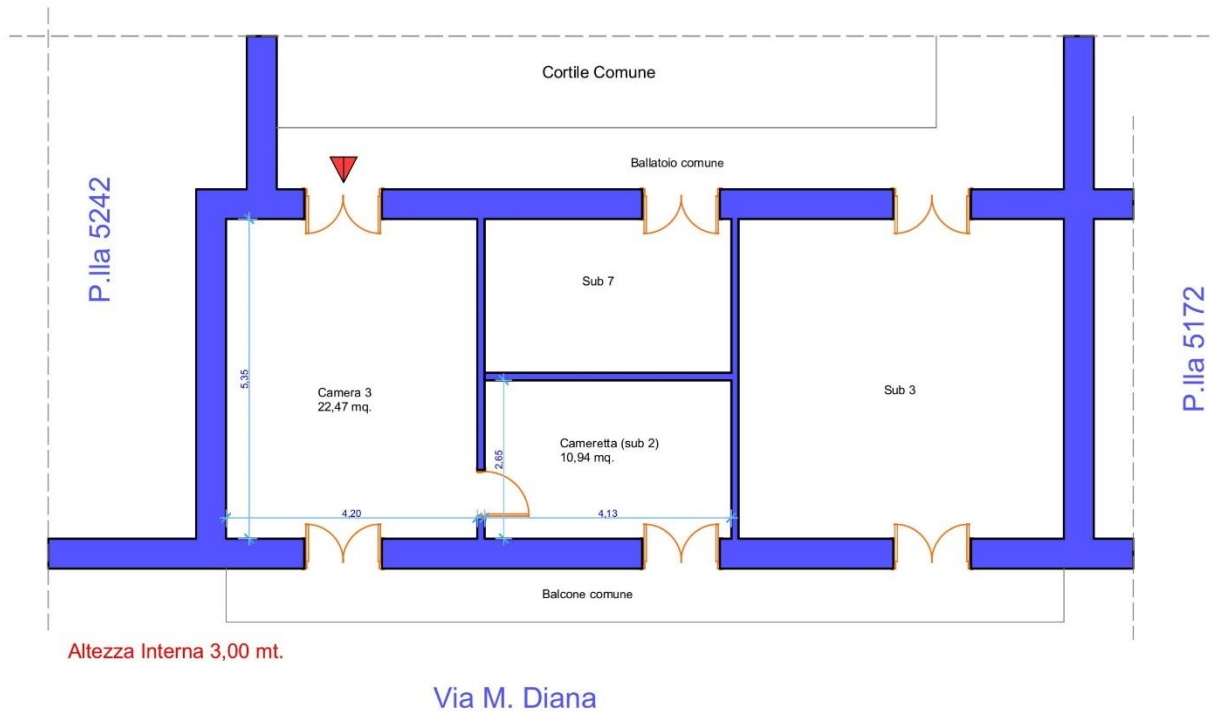 Cortile Comune
Ballatoio comune
P.lla 5242
P.lla 5172
Sub 7
5,35
Camera 3
22,47 mq.
Sub 3
Cameretta (sub 2)
10,94 mq.
2,65
4,20
4,13
Balcone comune
Altezza Interna 3,00 mt.
Via M. Diana